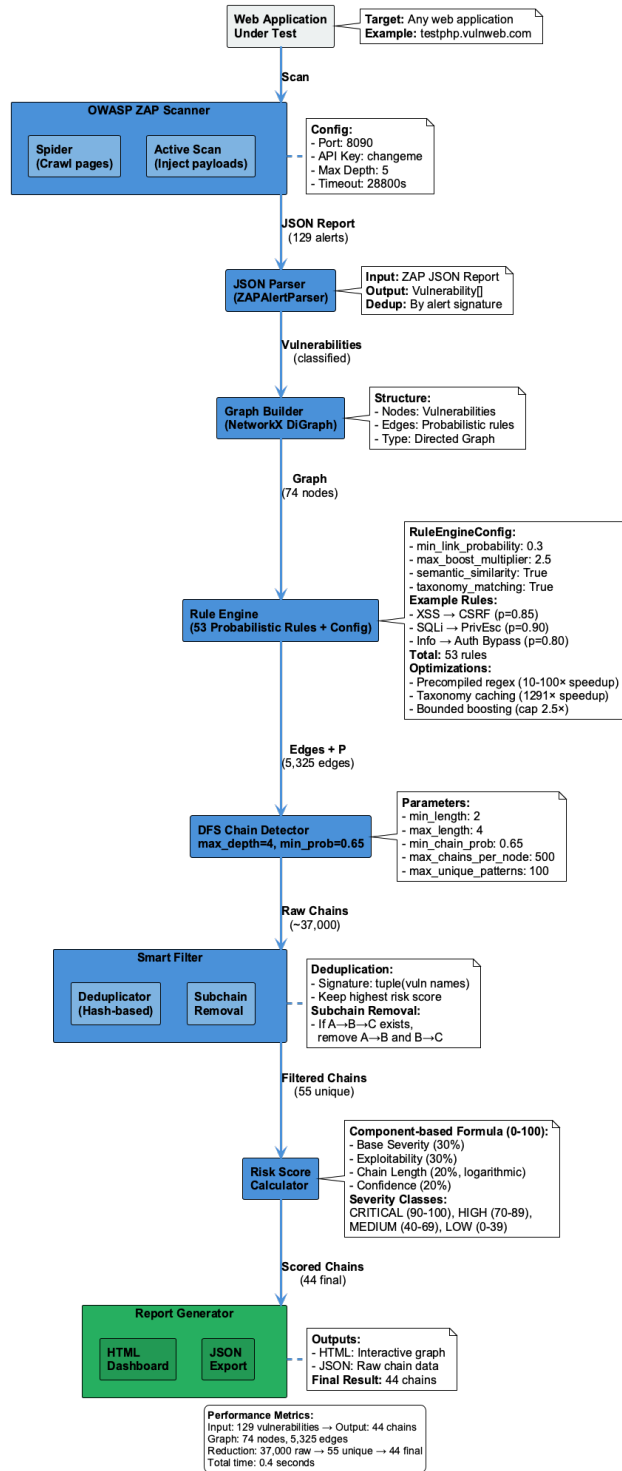 Web Application
Under Test
Target: Any web application
Example: testphp.vulnweb.com
Scan
OWASP ZAP Scanner
Spider
(Crawl pages)
Active Scan
(Inject payloads)
Config:
- Port: 8090
- API Key: changeme
- Max Depth: 5
- Timeout: 28800s
JSON Report
(129 alerts)
JSON Parser
(ZAPAlertParser)
Input: ZAP JSON Report
Output: Vulnerability[]
Dedup: By alert signature
Vulnerabilities
(classified)
Graph Builder
(NetworkX DiGraph)
Structure:
- Nodes: Vulnerabilities
- Edges: Probabilistic rules
- Type: Directed Graph
Graph
(74 nodes)
Rule Engine
(53 Probabilistic Rules + Config)
RuleEngineConfig:
- min_link_probability: 0.3
- max_boost_multiplier: 2.5
- semantic_similarity: True
- taxonomy_matching: True
Example Rules:
- XSS → CSRF (p=0.85)
- SQLi → PrivEsc (p=0.90)
- Info → Auth Bypass (p=0.80)
Total: 53 rules
Optimizations:
- Precompiled regex (10-100× speedup)
- Taxonomy caching (1291× speedup)
- Bounded boosting (cap 2.5×)
Edges + P
(5,325 edges)
DFS Chain Detector
max_depth=4, min_prob=0.65
Parameters:
- min_length: 2
- max_length: 4
- min_chain_prob: 0.65
- max_chains_per_node: 500
- max_unique_patterns: 100
Raw Chains
(~37,000)
Smart Filter
Deduplicator
(Hash-based)
Subchain
Removal
Deduplication:
- Signature: tuple(vuln names)
- Keep highest risk score
Subchain Removal:
- If A→B→C exists,
remove A→B and B→C
Filtered Chains
(55 unique)
Risk Score
Calculator
Component-based Formula (0-100):
- Base Severity (30%)
- Exploitability (30%)
- Chain Length (20%, logarithmic)
- Confidence (20%)
Severity Classes:
CRITICAL (90-100), HIGH (70-89),
MEDIUM (40-69), LOW (0-39)
Scored Chains
(44 final)
Report Generator
HTML
Dashboard
JSON
Export
Outputs:
- HTML: Interactive graph
- JSON: Raw chain data
Final Result: 44 chains
Performance Metrics:
Input: 129 vulnerabilities → Output: 44 chains
Graph: 74 nodes, 5,325 edges
Reduction: 37,000 raw → 55 unique → 44 final
Total time: 0.4 seconds